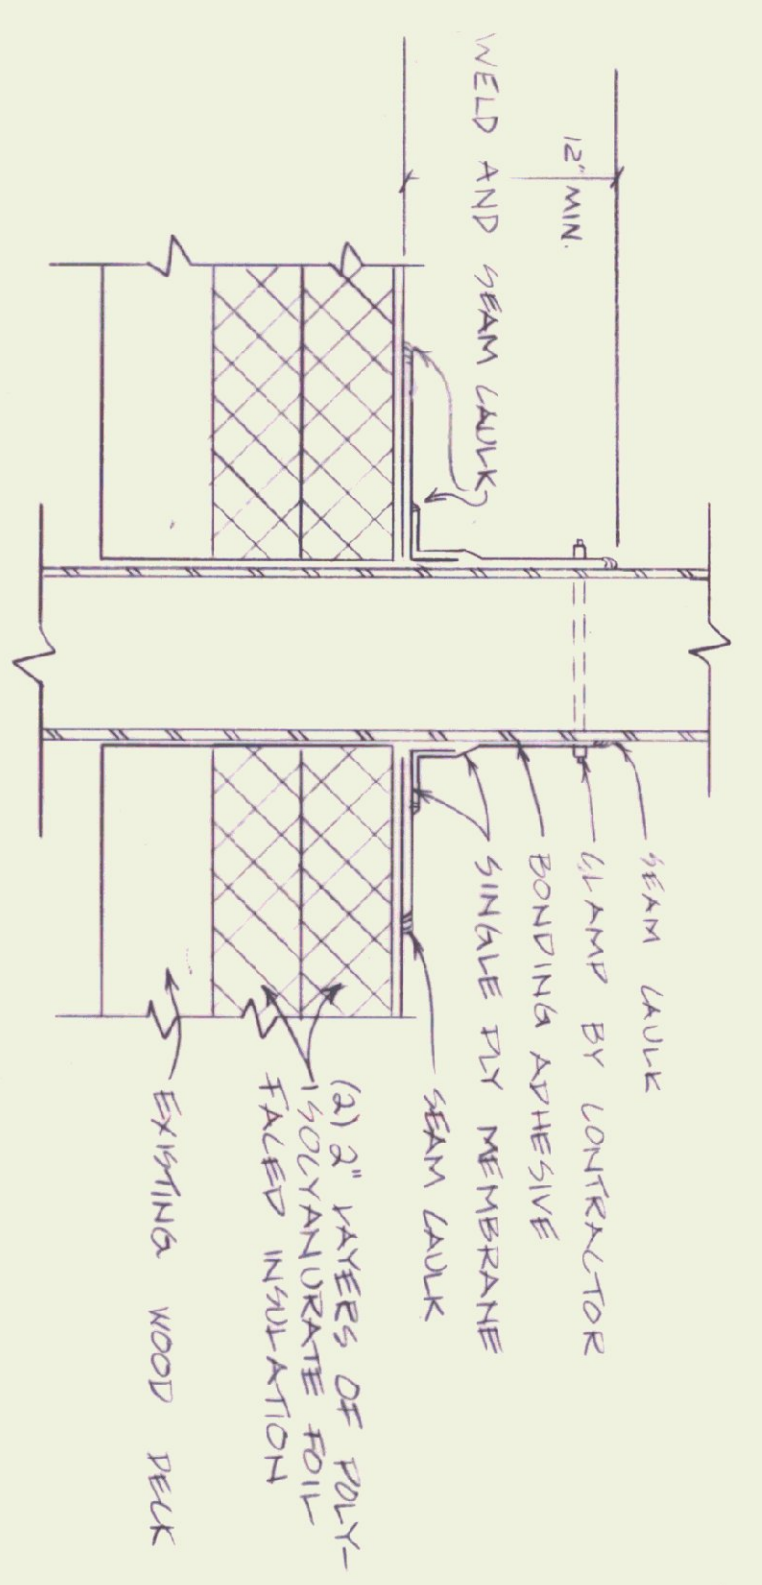 12" MIN.
WELD AND SEAM CAULK
SEAM CAULK
CLAMP BY CONTRACTOR
BONDING ADHESIVE
SINGLE PLY MEMBRANE
SEAM CAULK
(2) 2" LAYERS OF POLY-
ISOCYANURATE FOIL
FACED INSULATION
EXISTING WOOD DECK